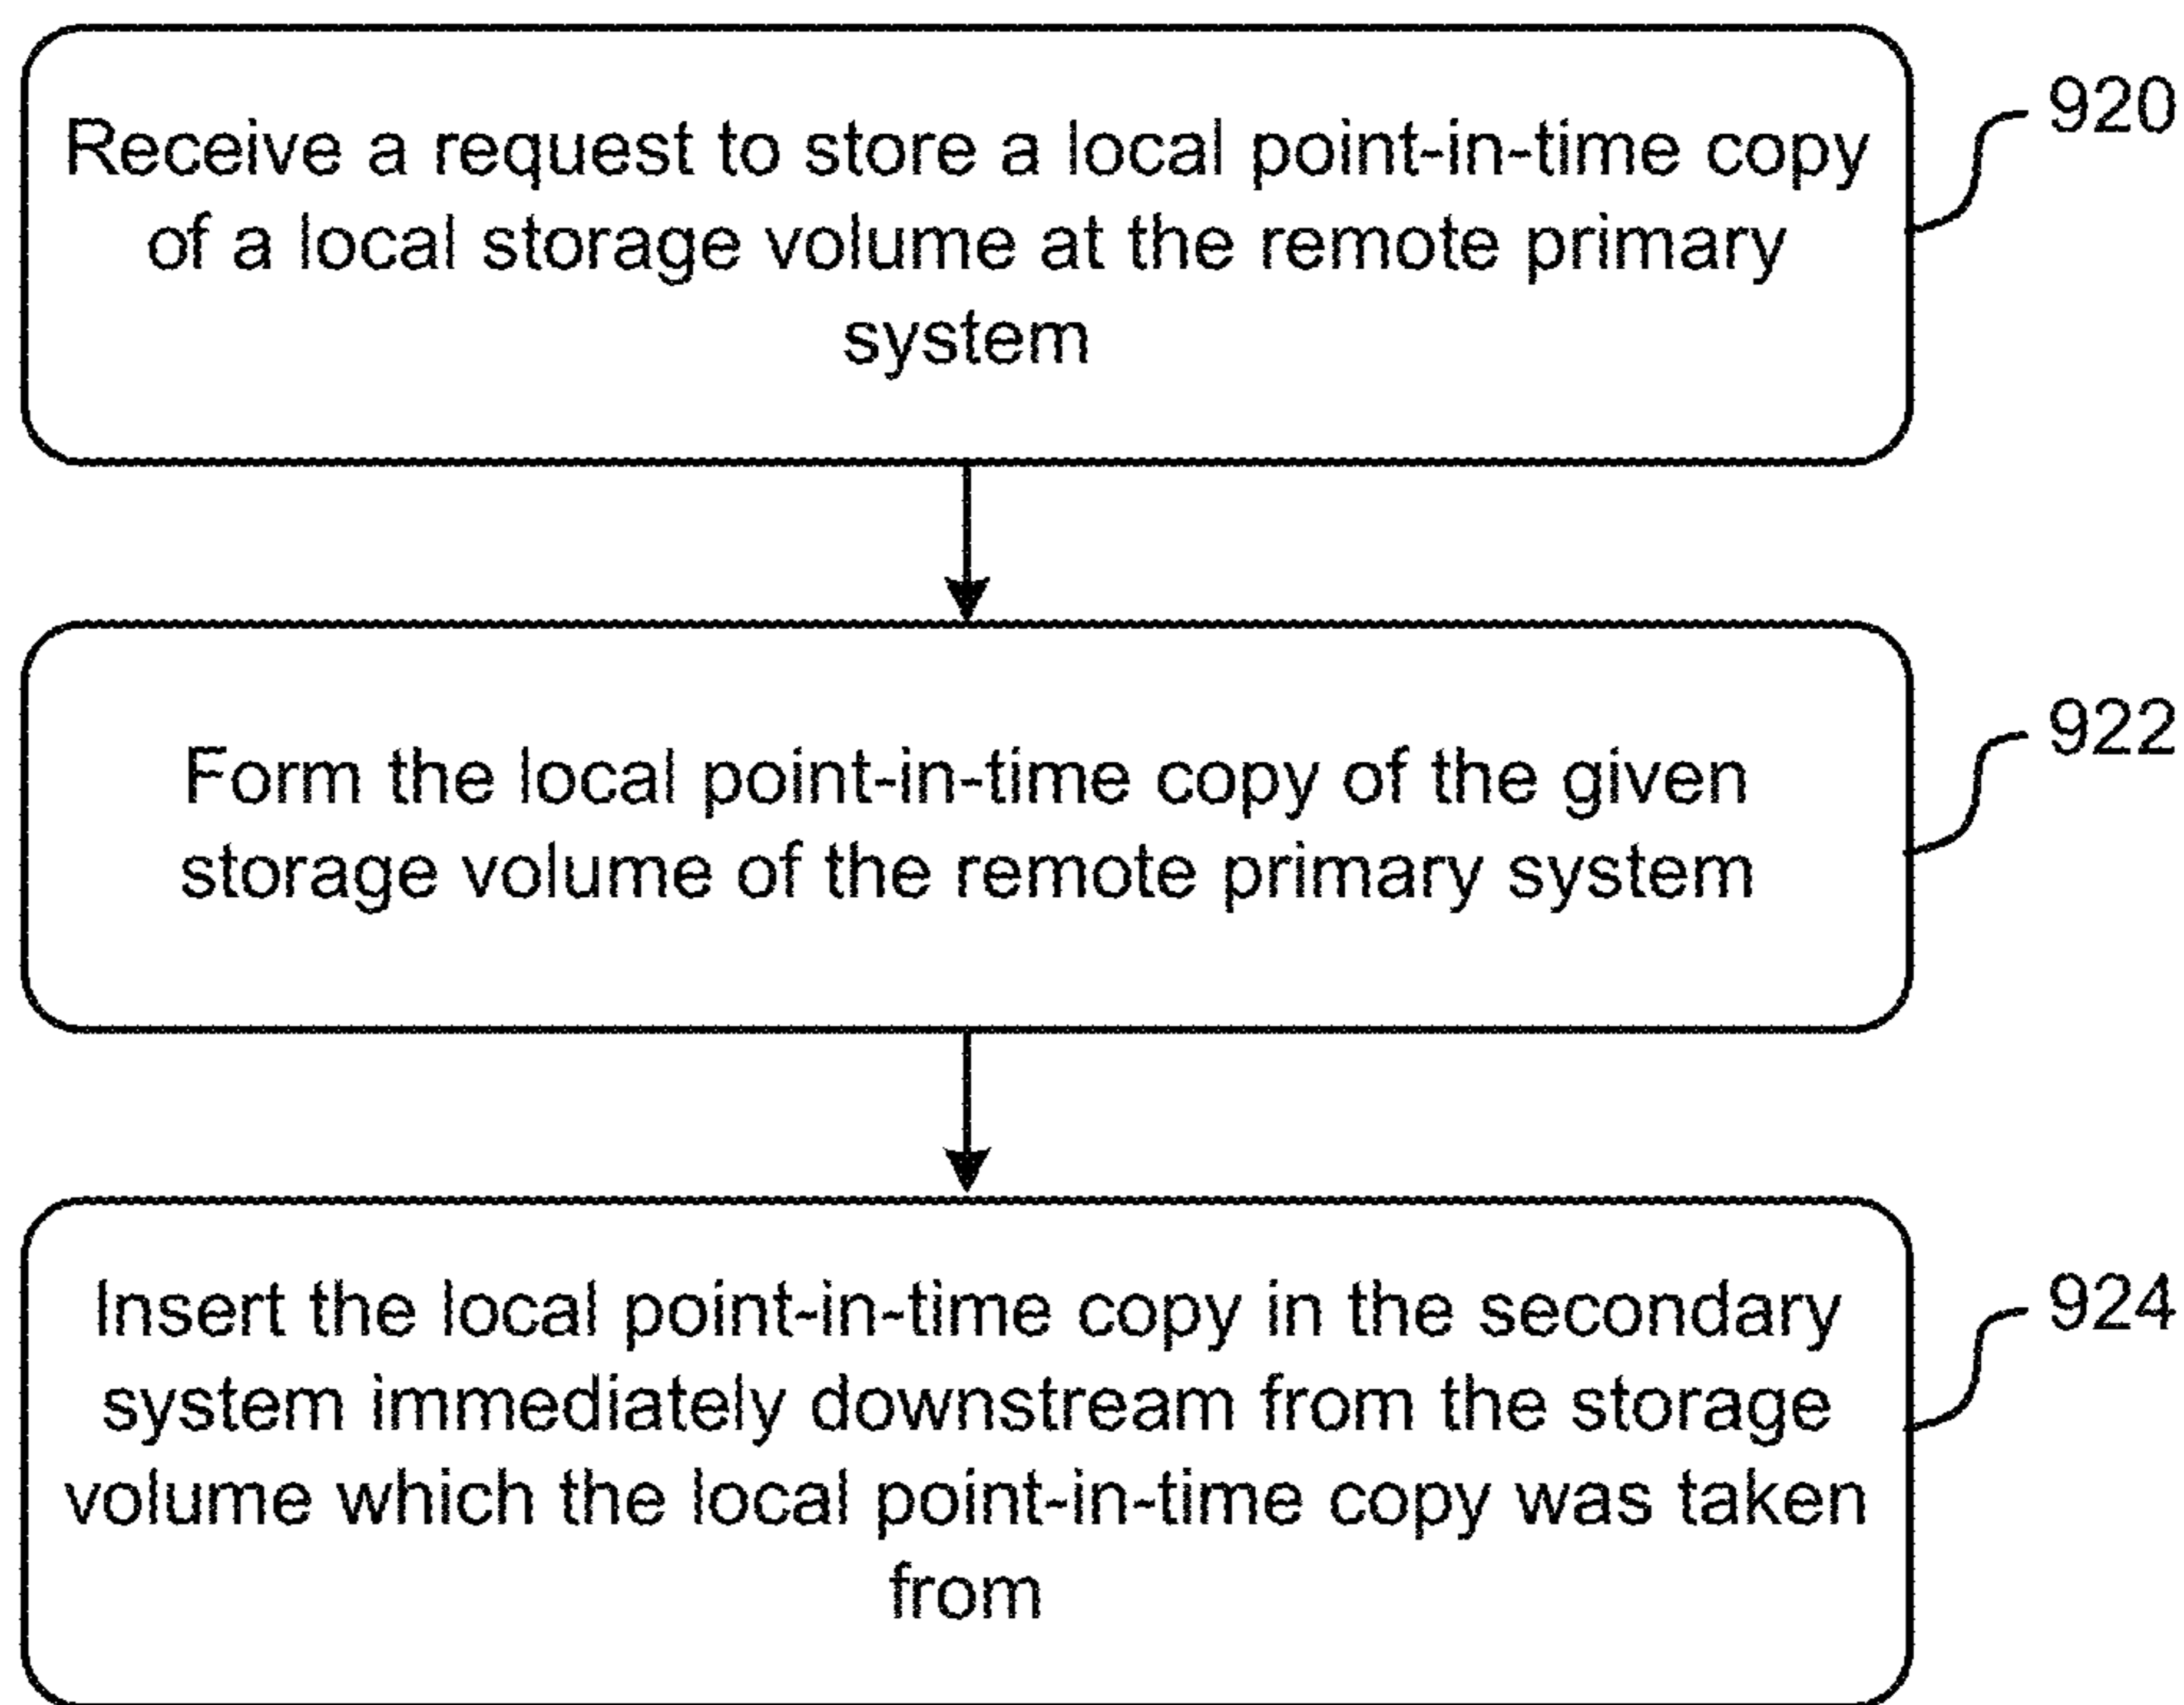 Receive a request to store a local point-in-time copy
of a local storage volume at the remote primary
system
920
Form the local point-in-time copy of the given
storage volume of the remote primary system
922
Insert the local point-in-time copy in the secondary
system immediately downstream from the storage
volume which the local point-in-time copy was taken
from
924